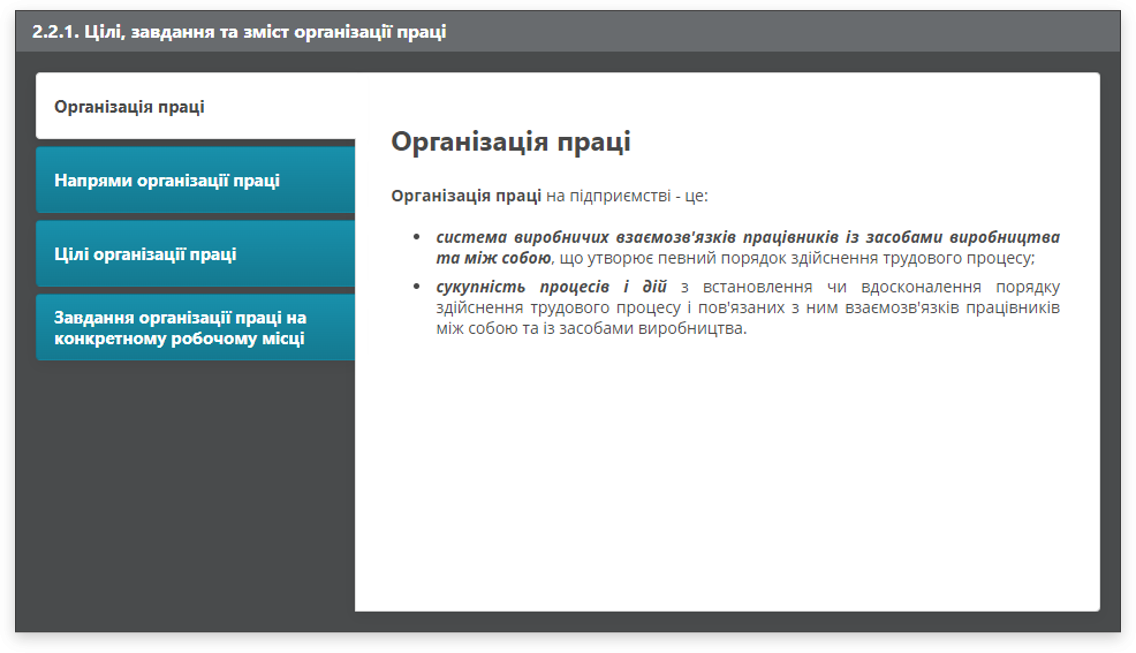 2.2.1. Цілі, завдання та зміст організації праці
Організація праці
Напрями організації праці
Цілі організації праці
Завдання організації праці на
конкретному робочому місці
Організація праці
Організація праці на підприємстві - це:
• система виробничих взаємозв'язків працівників із засобами виробництва
та між собою, що утворює певний порядок здійснення трудового процесу;
• сукупність процесів і дій з встановлення чи вдосконалення порядку
здійснення трудового процесу і пов'язаних з ним взаємозв'язків працівників
між собою та із засобами виробництва.